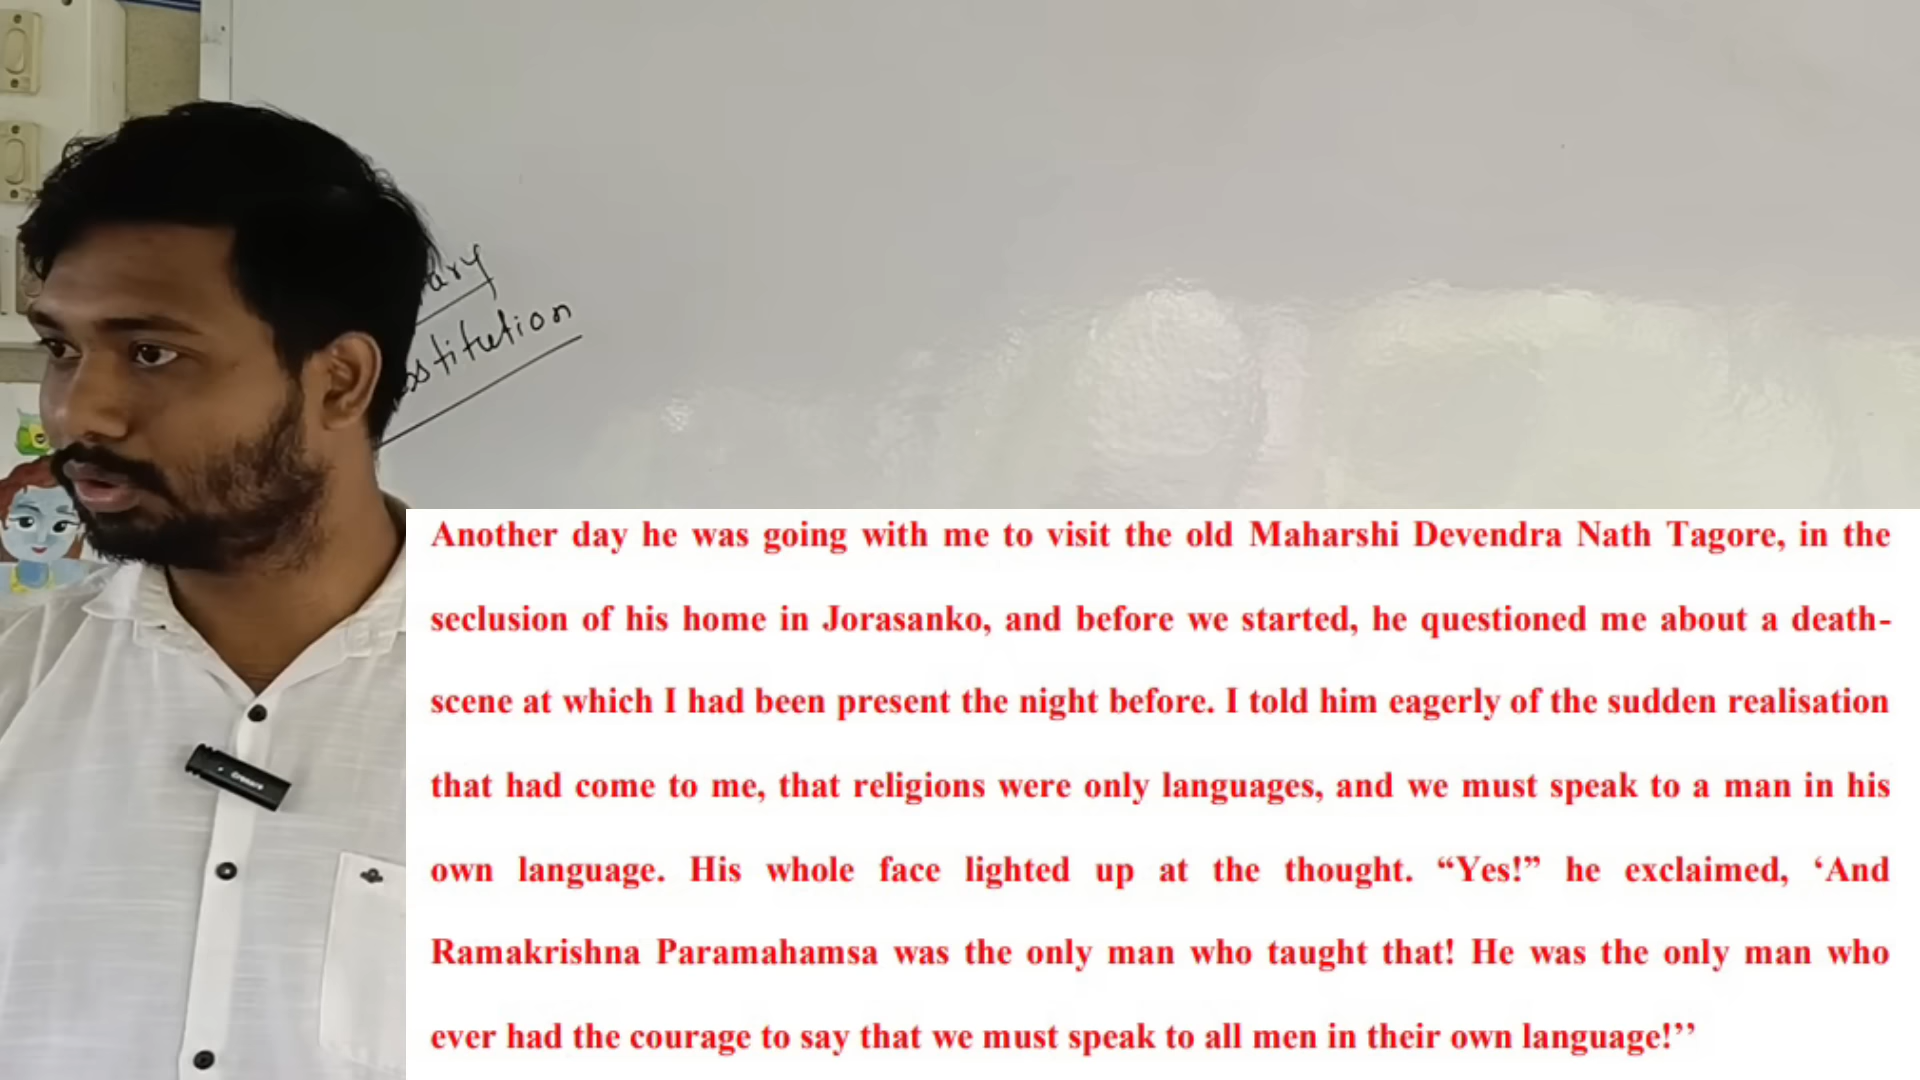 ary
stitution
Another day he was going with me to visit the old Maharshi Devendra Nath Tagore, in the
seclusion of his home in Jorasanko, and before we started, he questioned me about a death-
scene at which I had been present the night before. I told him eagerly of the sudden realisation
that had come to me, that religions were only languages, and we must speak to a man in his
own language. His whole face lighted up at the thought. “Yes!” he exclaimed, ‘And
Ramakrishna Paramahamsa was the only man who taught that! He was the only man who
ever had the courage to say that we must speak to all men in their own language!’’